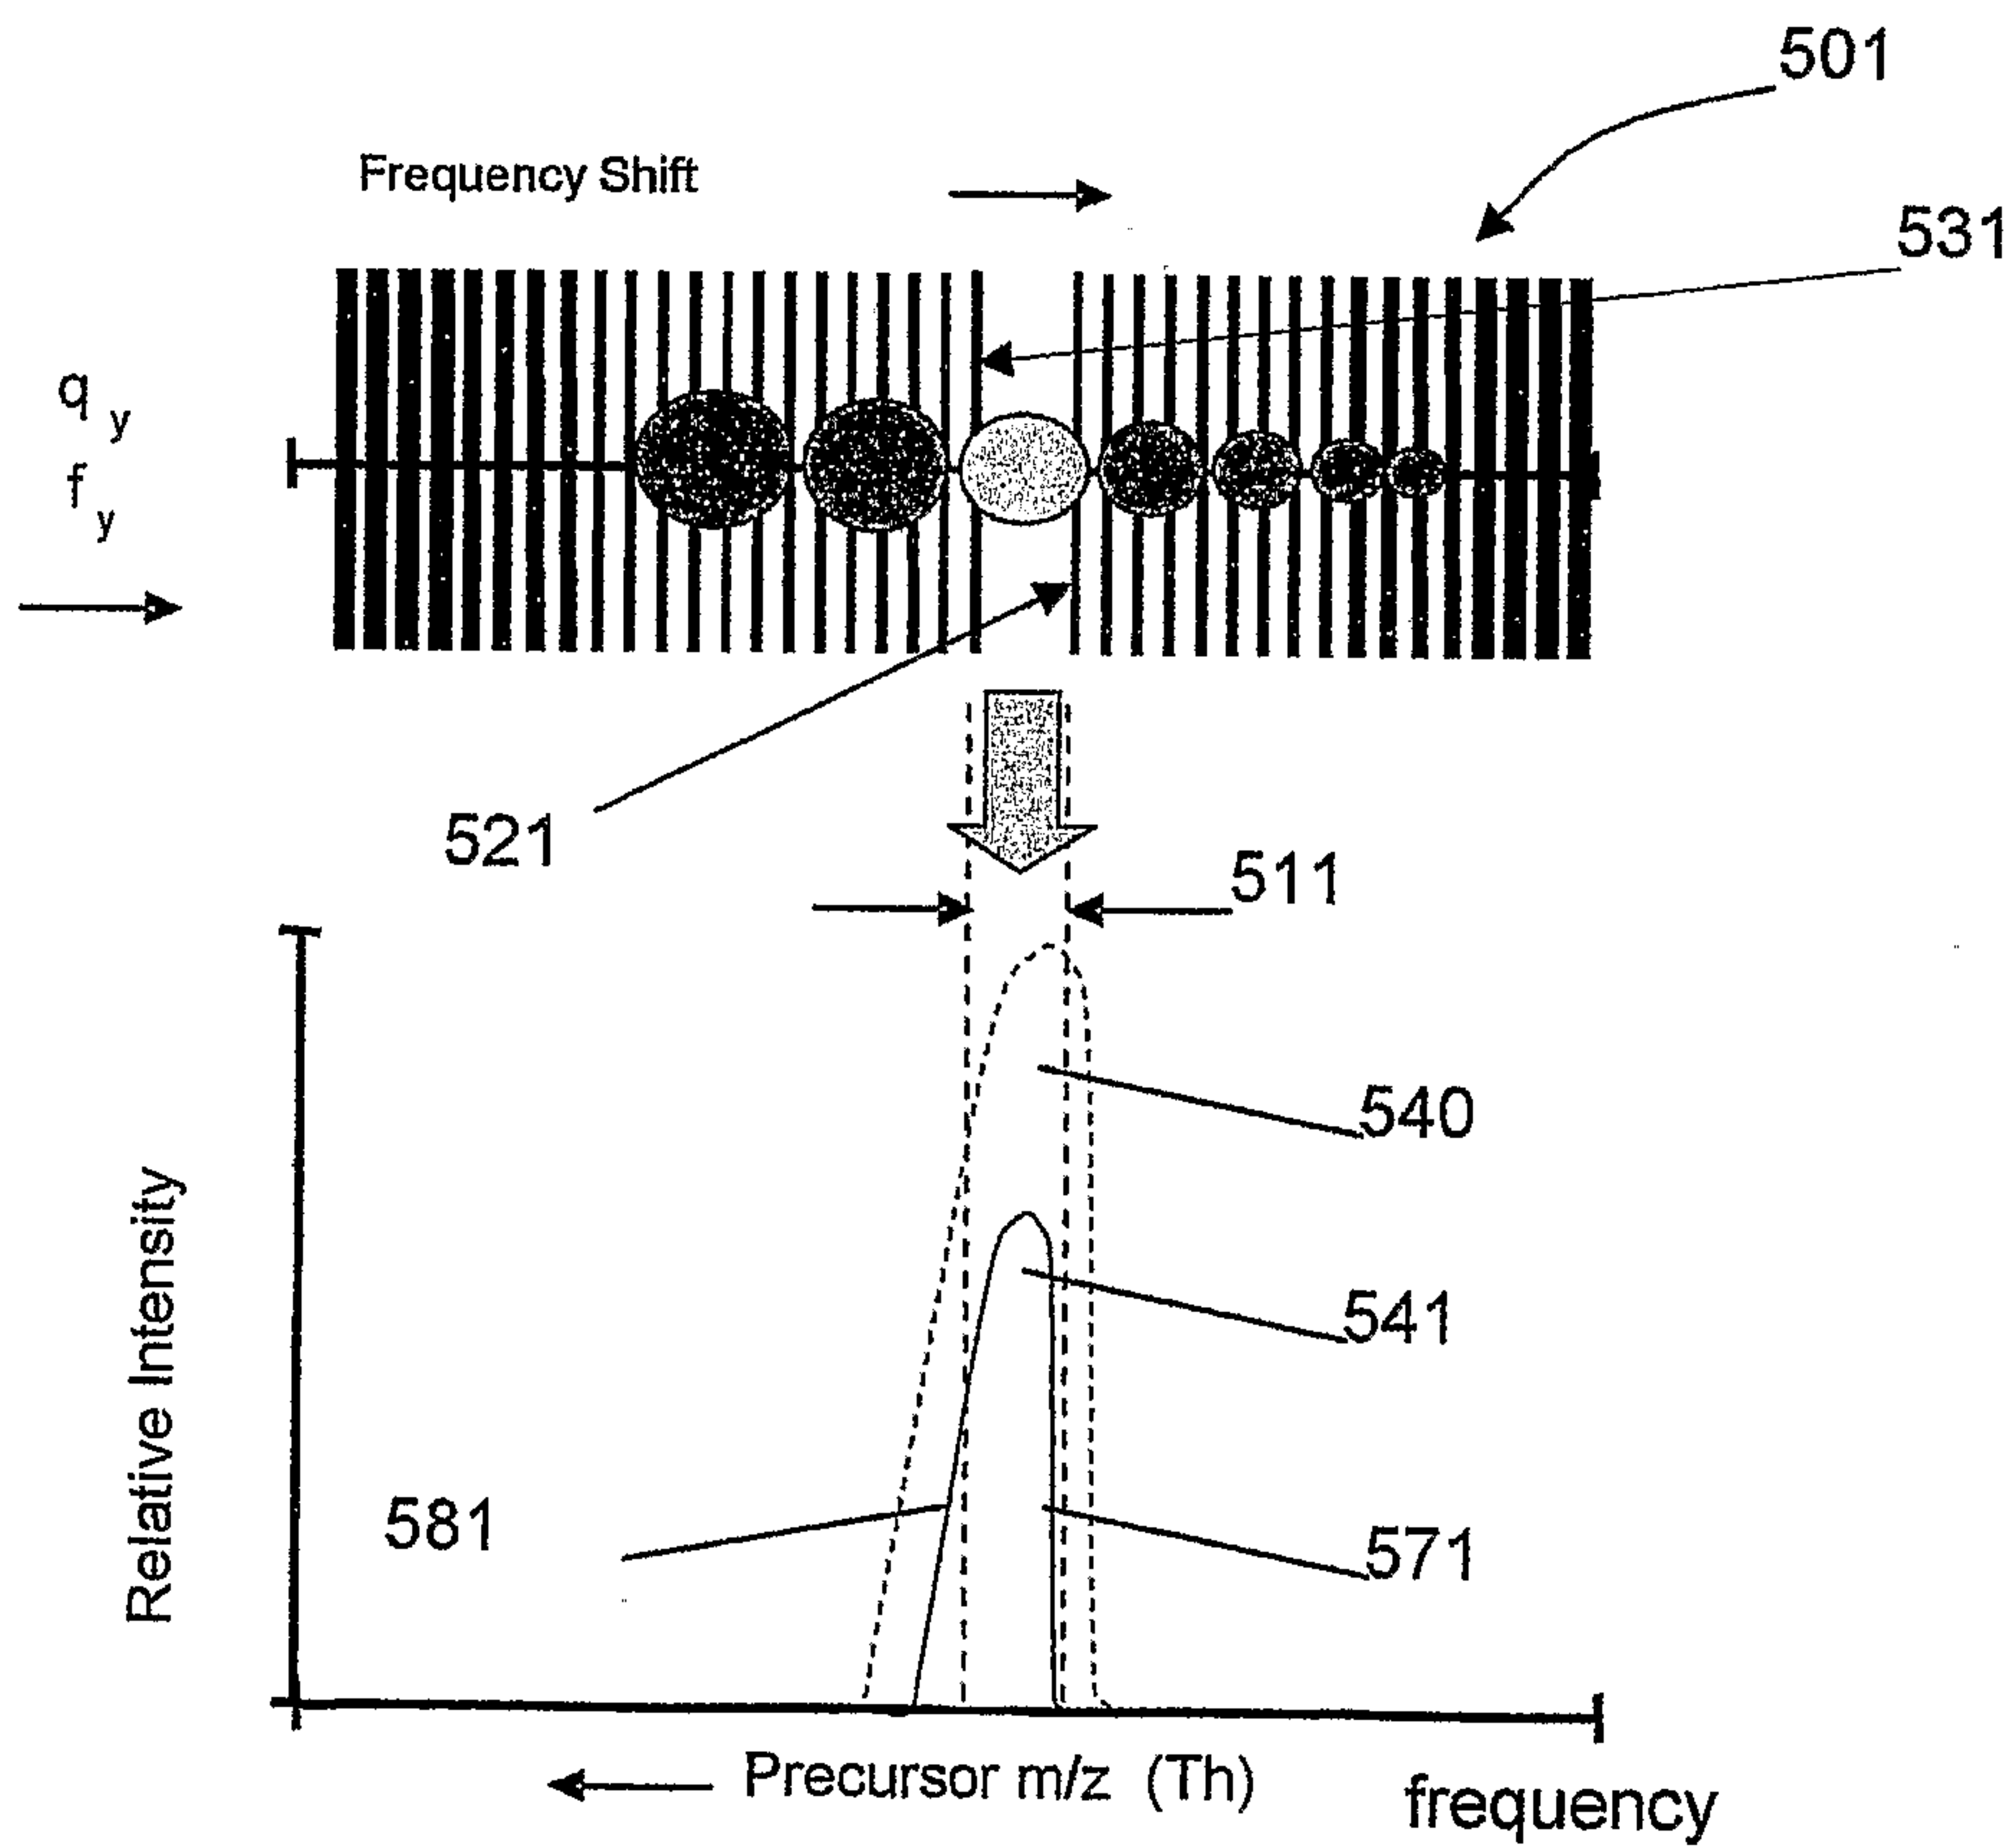 501
Frequency Shift
531
q y
f y
521
511
540
541
581
571
Relative Intensity
Precursor m/z (Th)
frequency